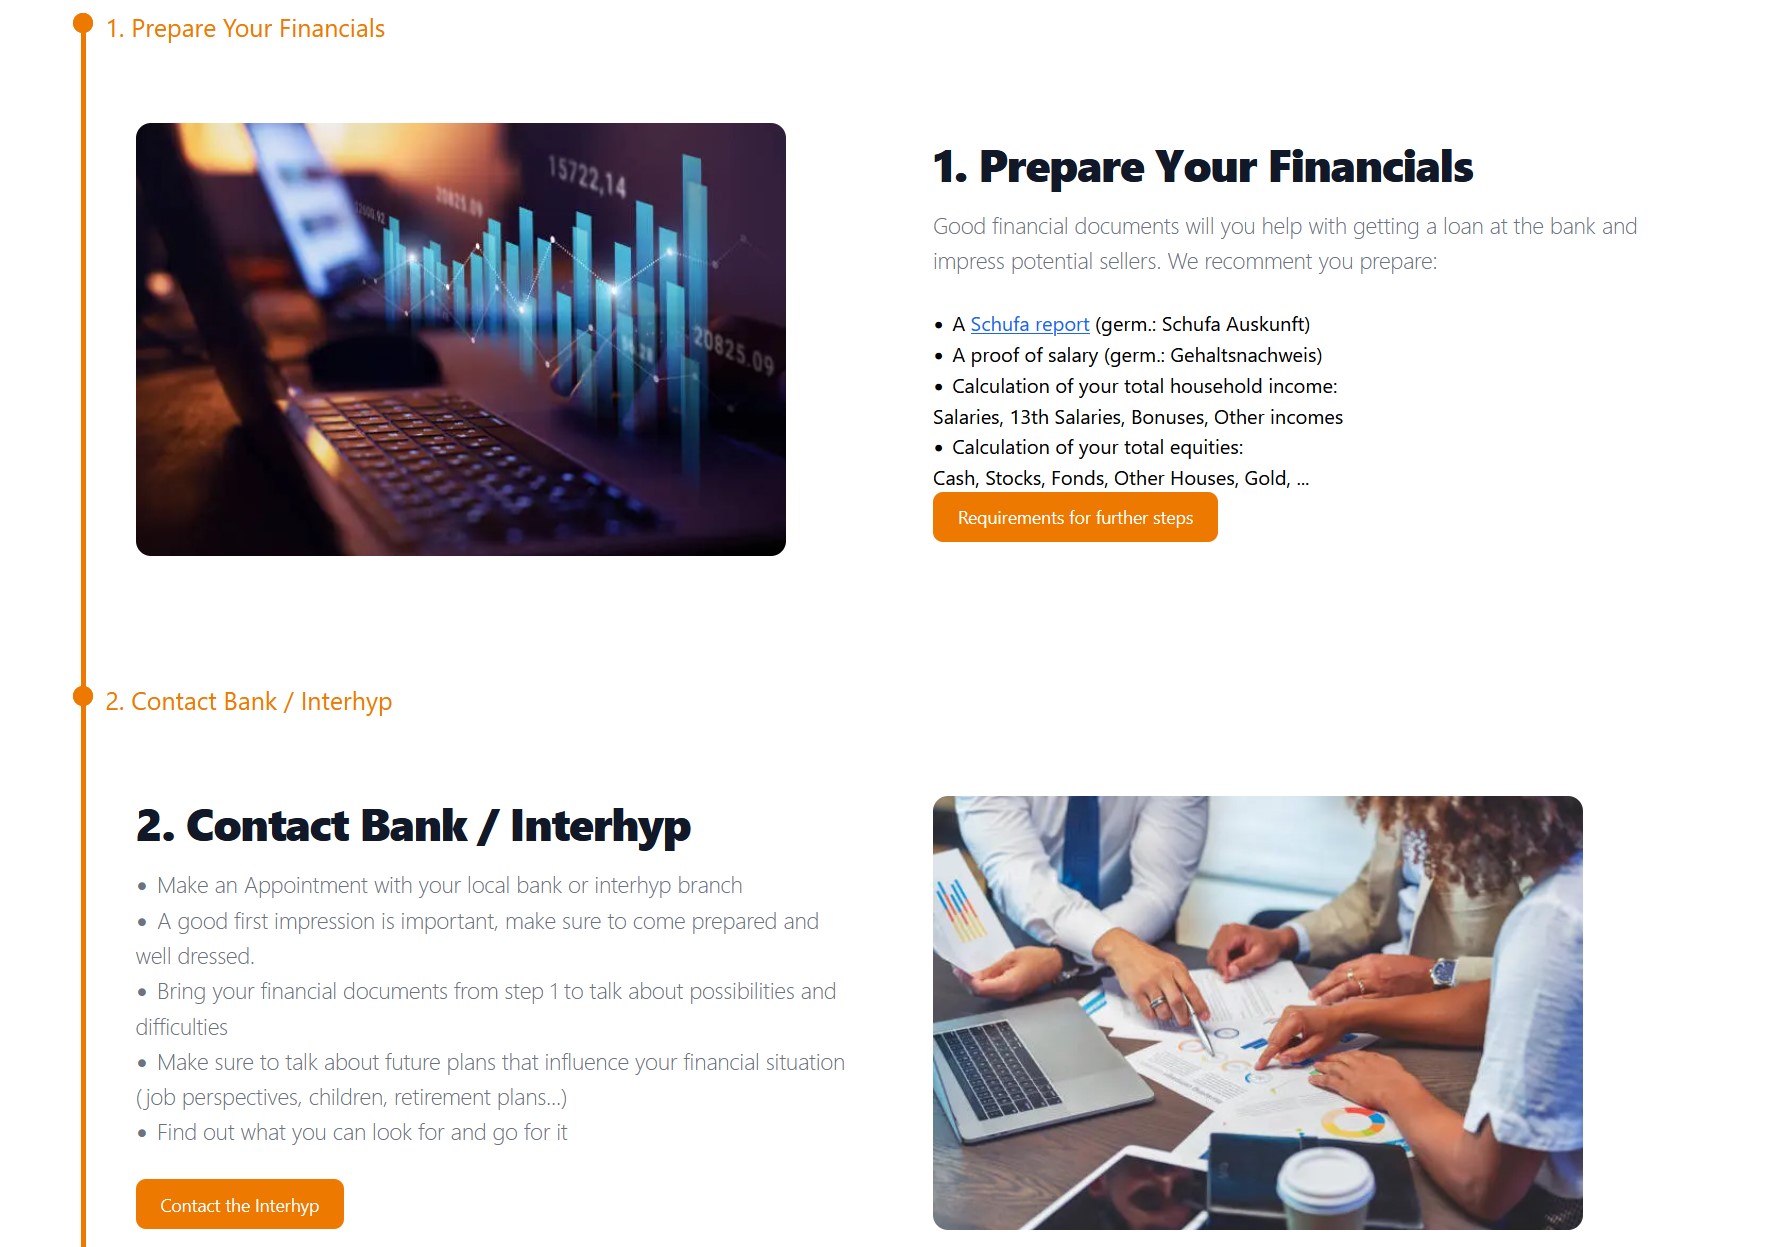 1. Prepare Your Financials
12600.92
20825.09
15722,14
20825.09
1. Prepare Your Financials
Good financial documents will you help with getting a loan at the bank and
impress potential sellers. We recomment you prepare:
• A Schufa report (germ.: Schufa Auskunft)
• A proof of salary (germ.: Gehaltsnachweis)
• Calculation of your total household income:
Salaries, 13th Salaries, Bonuses, Other incomes
• Calculation of your total equities:
Cash, Stocks, Fonds, Other Houses, Gold, ...
Requirements for further steps
2. Contact Bank / Interhyp
2. Contact Bank / Interhyp
• Make an Appointment with your local bank or interhyp branch
• A good first impression is important, make sure to come prepared and
well dressed.
• Bring your financial documents from step 1 to talk about possibilities and
difficulties
• Make sure to talk about future plans that influence your financial situation
(job perspectives, children, retirement plans...)
• Find out what you can look for and go for it
Contact the Interhyp